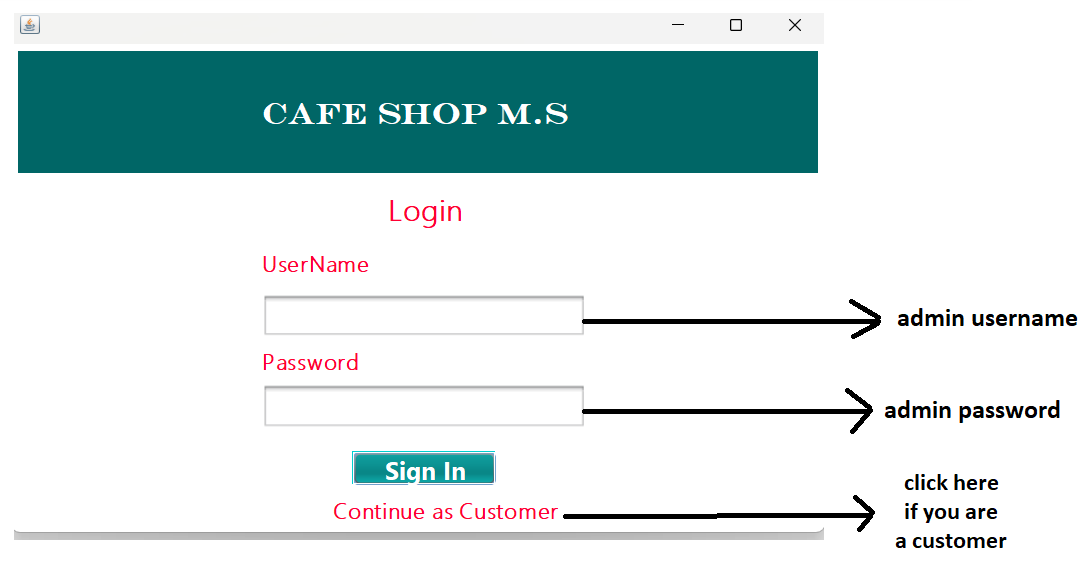 CAFE SHOP M.S
Login
UserName
admin username
Password
admin password
Sign In
Continue as Customer
click here
if you are
a customer